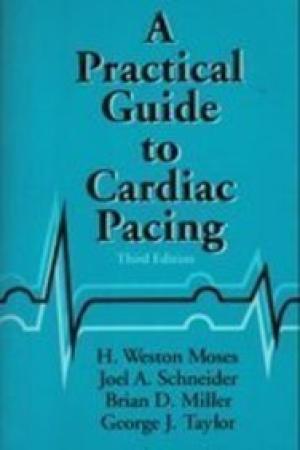 A
Practical
Guide
to
Cardiac
Pacing
Third Edition
H. Weston Moses
Joel A. Schneider
Brian D. Miller
George J. Taylor